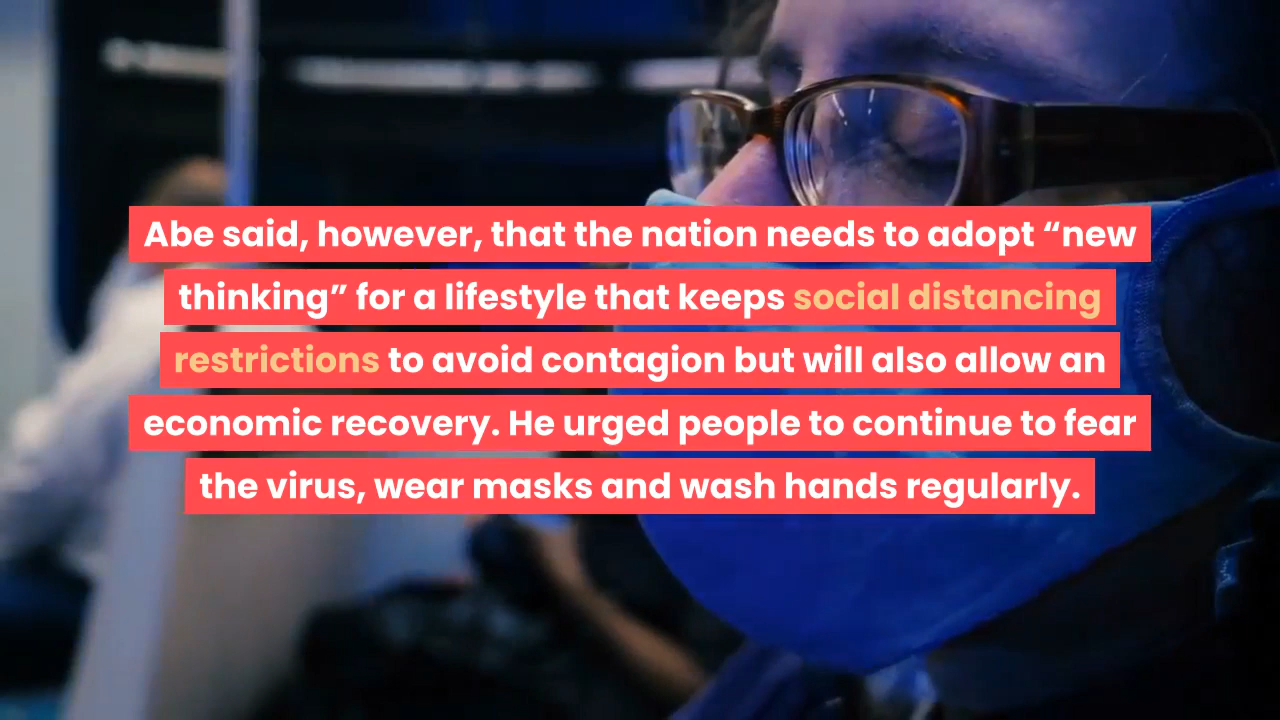 Abe said, however, that the nation needs to adopt “new
thinking” for a lifestyle that keeps social distancing
restrictions to avoid contagion but will also allow an
economic recovery. He urged people to continue to fear
the virus, wear masks and wash hands regularly.